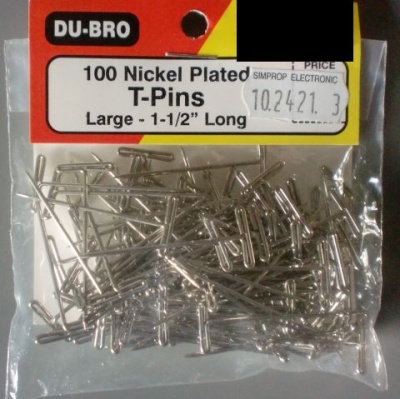 DU-BRO
PRICE
100 Nickel Plated
SIMPROP ELECTRONIC
T-Pins
10.2421.3
Large - 1-1/2" Long